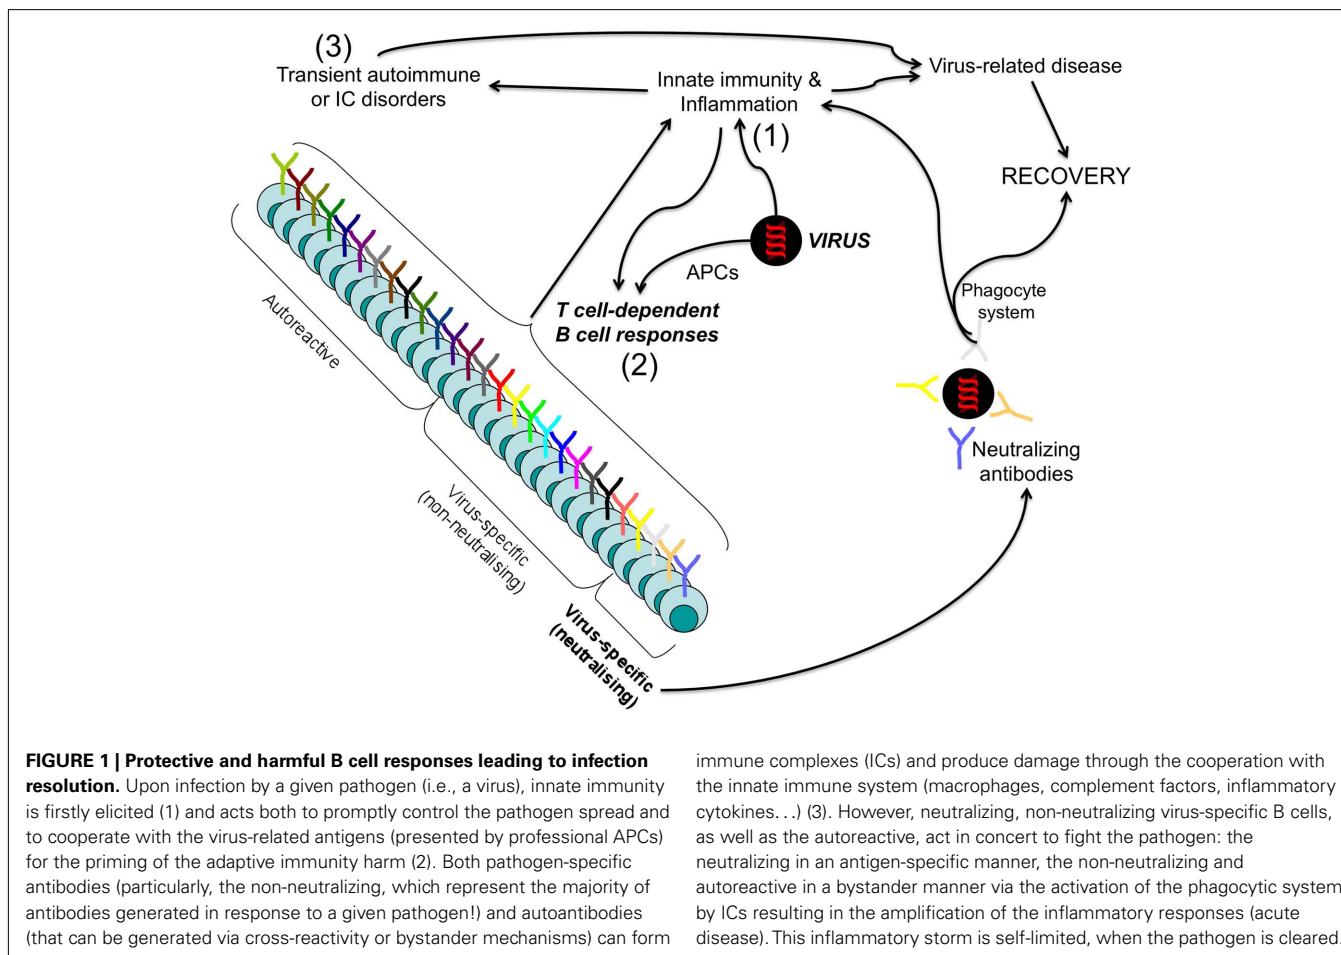 (3)
Transient autoimmune
or IC disorders
Innate immunity &
Inflammation
(1)
Virus-related disease
RECOVERY
VIRUS
APCs
T cell-dependent
B cell responses
(2)
Phagocyte
system
Neutralizing
antibodies
Autoreactive
Virus-specific
(non-neutralising)
Virus-specific
(neutralising)
FIGURE 1 | Protective and harmful B cell responses leading to infection
resolution. Upon infection by a given pathogen (i.e., a virus), innate immunity
is firstly elicited (1) and acts both to promptly control the pathogen spread and
to cooperate with the virus-related antigens (presented by professional APCs)
for the priming of the adaptive immunity harm (2). Both pathogen-specific
antibodies (particularly, the non-neutralizing, which represent the majority of
antibodies generated in response to a given pathogen!) and autoantibodies
(that can be generated via cross-reactivity or bystander mechanisms) can form
immune complexes (ICs) and produce damage through the cooperation with
the innate immune system (macrophages, complement factors, inflammatory
cytokines...) (3). However, neutralizing, non-neutralizing virus-specific B cells,
as well as the autoreactive, act in concert to fight the pathogen: the
neutralizing in an antigen-specific manner, the non-neutralizing and
autoreactive in a bystander manner via the activation of the phagocytic system
by ICs resulting in the amplification of the inflammatory responses (acute
disease). This inflammatory storm is self-limited, when the pathogen is cleared.